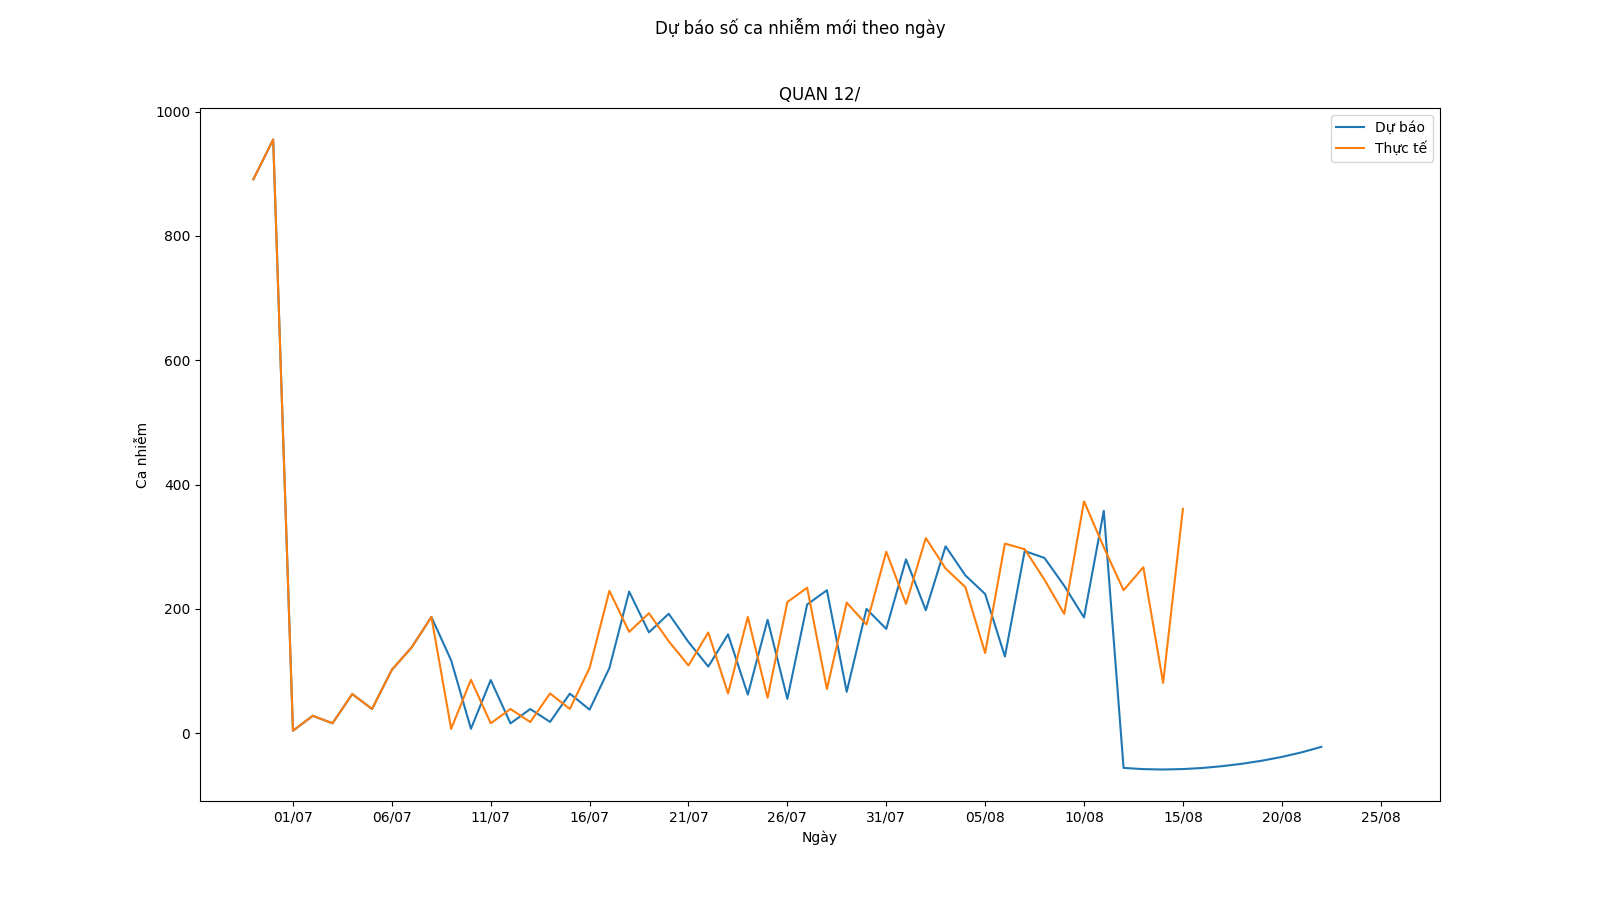 Dự báo số ca nhiễm mới theo ngày
QUAN 12/
Dự báo
Thực tế
1000
800
600
400
200
0
Ca nhiễm
01/07 06/07 11/07 16/07 21/07 26/07 31/07 05/08 10/08 15/08 20/08 25/08
Ngày